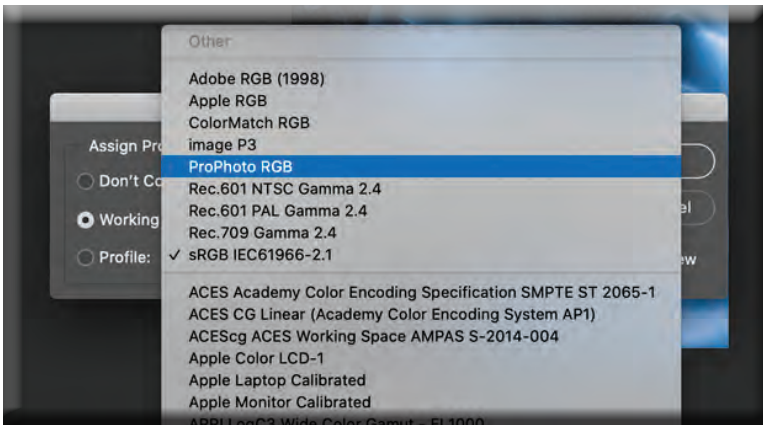 Other
Adobe RGB (1998)
Apple RGB
ColorMatch RGB
Assign Pro
image P3
ProPhoto RGB
Don't Co
Rec.601 NTSC Gamma 2.4
Rec.601 PAL Gamma 2.4
el
Working
Rec.709 Gamma 2.4
Profile:
✓ sRGB IEC61966-2.1
ew
ACES Academy Color Encoding Specification SMPTE ST 2065-1
ACES CG Linear (Academy Color Encoding System AP1)
ACEScg ACES Working Space AMPAS S-2014-004
Apple Color LCD-1
Apple Laptop Calibrated
Apple Monitor Calibrated